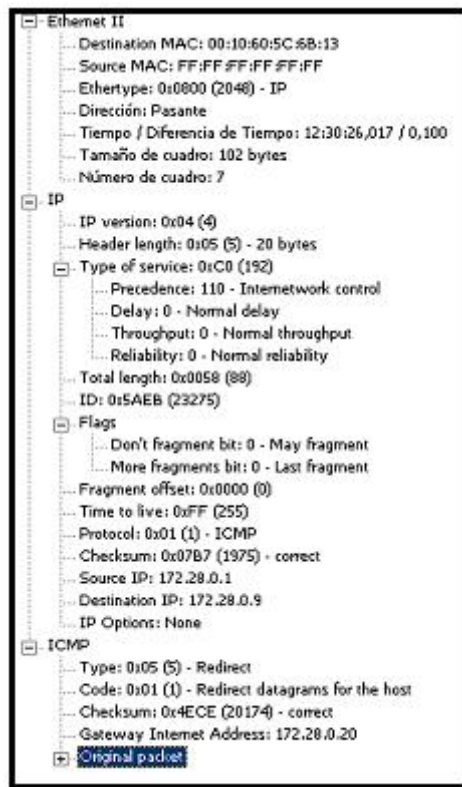 Ethernet II
Destination MAC: 00:10:60:5C:6B:13
Source MAC: FF:FF:FF:FF:FF:FF
Ethertype: 0x0800 (2048) - IP
Dirección: Pasante
Tiempo / Diferencia de Tiempo: 12:30:26,017 / 0,100
Tamaño de cuadro: 102 bytes
Número de cuadro: 7
IP
IP version: 0x04 (4)
Header length: 0x05 (5) - 20 bytes
Type of service: 0xC0 (192)
Precedence: 110 - Internetwork control
Delay: 0 - Normal delay
Throughput: 0 - Normal throughput
Reliability: 0 - Normal reliability
Total length: 0x0058 (88)
ID: 0x5AEB (23275)
Flags
Don't fragment bit: 0 - May fragment
More fragments bit: 0 - Last fragment
Fragment offset: 0x0000 (0)
Time to live: 0xFF (255)
Protocol: 0x01 (1) - ICMP
Checksum: 0x07B7 (1975) - correct
Source IP: 172.28.0.1
Destination IP: 172.28.0.9
IP Options: None
ICMP
Type: 0x05 (5) - Redirect
Code: 0x01 (1) - Redirect datagrams for the host
Checksum: 0x4ECE (20174) - correct
Gateway Internet Address: 172.28.0.20
Original packet